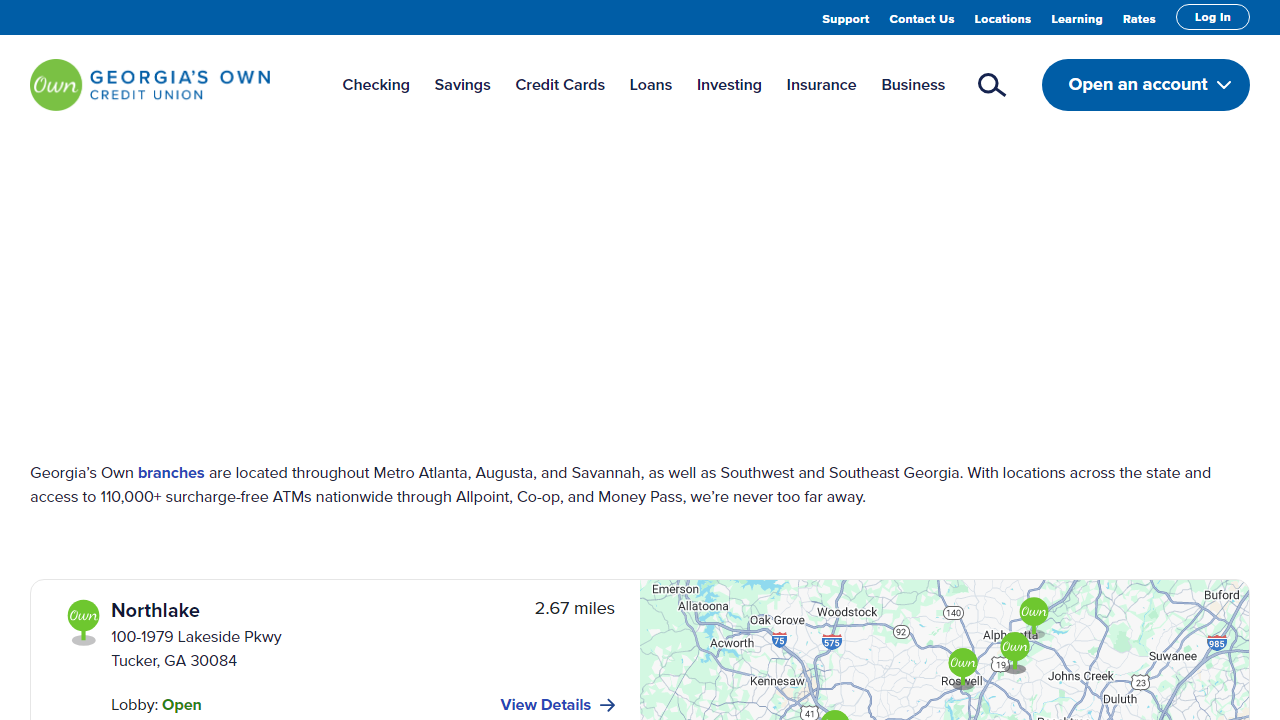 Support Contact Us Locations Learning Rates Log In
Own GEORGIA'S OWN
CREDIT UNION
Checking Savings Credit Cards Loans Investing Insurance Business Open an account
Georgia's Own branches are located throughout Metro Atlanta, Augusta, and Savannah, as well as Southwest and Southeast Georgia. With locations across the state and
access to 110,000+ surcharge-free ATMs nationwide through Allpoint, Co-op, and Money Pass, we're never too far away.
Own Northlake 2.67 miles
100-1979 Lakeside Pkwy
Tucker, GA 30084
Lobby: Open View Details
Emerson
Buford
Allatoona
Woodstock
140
Own
Oak Grove
92
Alpharetta
Acworth
75
575
Own
985
Suwanee
Own
19
Kennesaw
Roswell
Johns Creek
23
Duluth
41